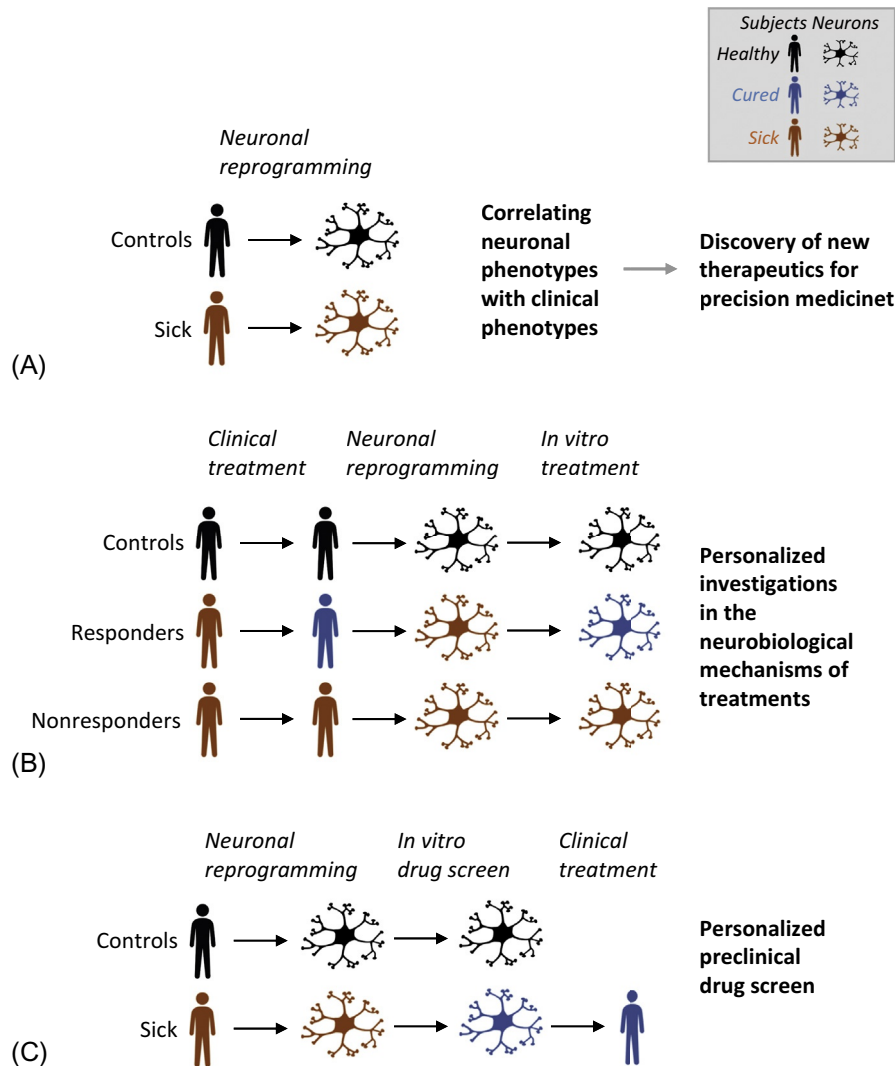 Subjects Neurons
Healthy
Cured
Sick
Neuronal
reprogramming
Controls
Sick
Correlating
neuronal
phenotypes
with clinical
phenotypes
Discovery of new
therapeutics for
precision medicinet
(A)
Clinical
treatment
Neuronal
reprogramming
In vitro
treatment
Controls
Responders
Nonresponders
Personalized
investigations
in the
neurobiological
mechanisms of
treatments
(B)
Neuronal
reprogramming
In vitro
drug screen
Clinical
treatment
Controls
Sick
Personalized
preclinical
drug screen
(C)